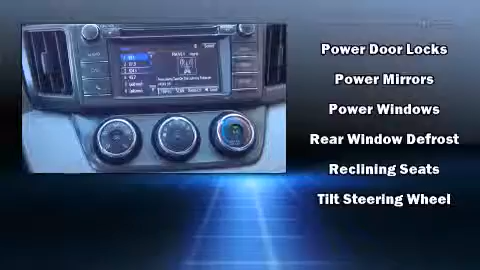 Power Door Locks
Power Mirrors
Power Windows
Rear Window Defrost
Reclining Seats
Tilt Steering Wheel